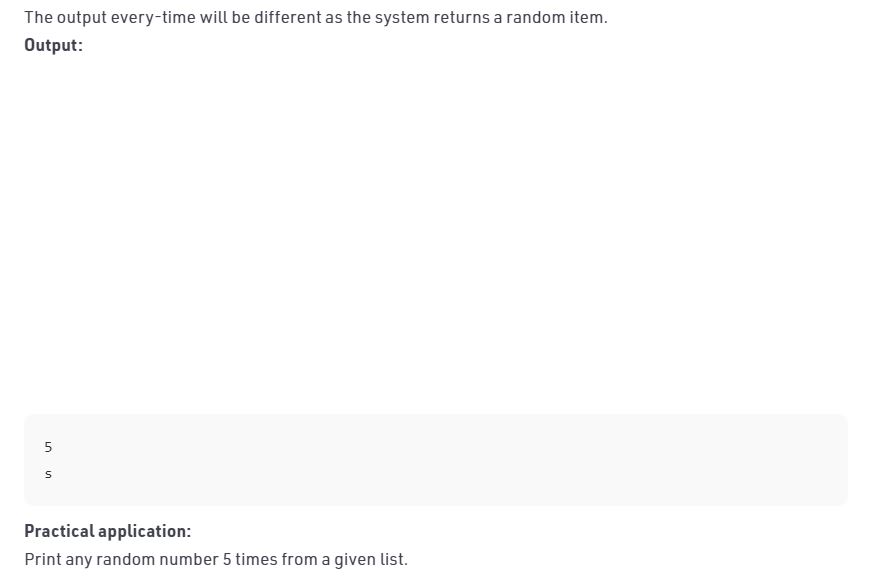 The output every-time will be different as the system returns a random item.
Output:
5
s
Practical application:
Print any random number 5 times from a given list.